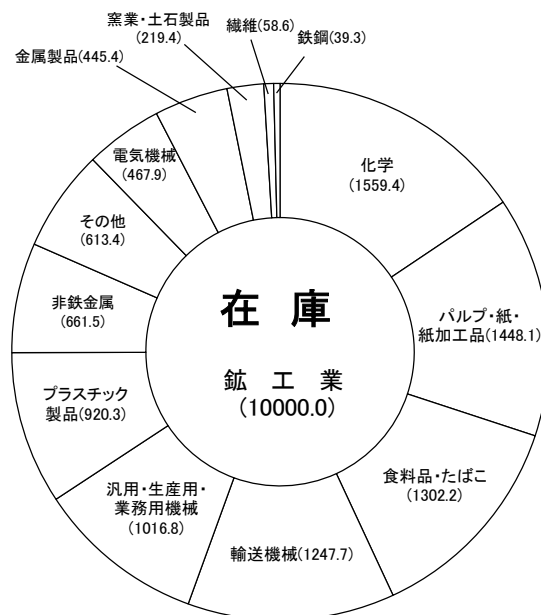 窯業・土石製品
(219.4)
繊維(58.6)
鉄鋼(39.3)
金属製品(445.4)
電気機械
(467.9)
化学
(1559.4)
その他
(613.4)
非鉄金属
(661.5)
在庫
パルプ・紙・
紙加工品(1448.1)
鉱工業
(10000.0)
プラスチック
製品(920.3)
食料品・たばこ
(1302.2)
汎用・生産用・
業務用機械
(1016.8)
輸送機械(1247.7)